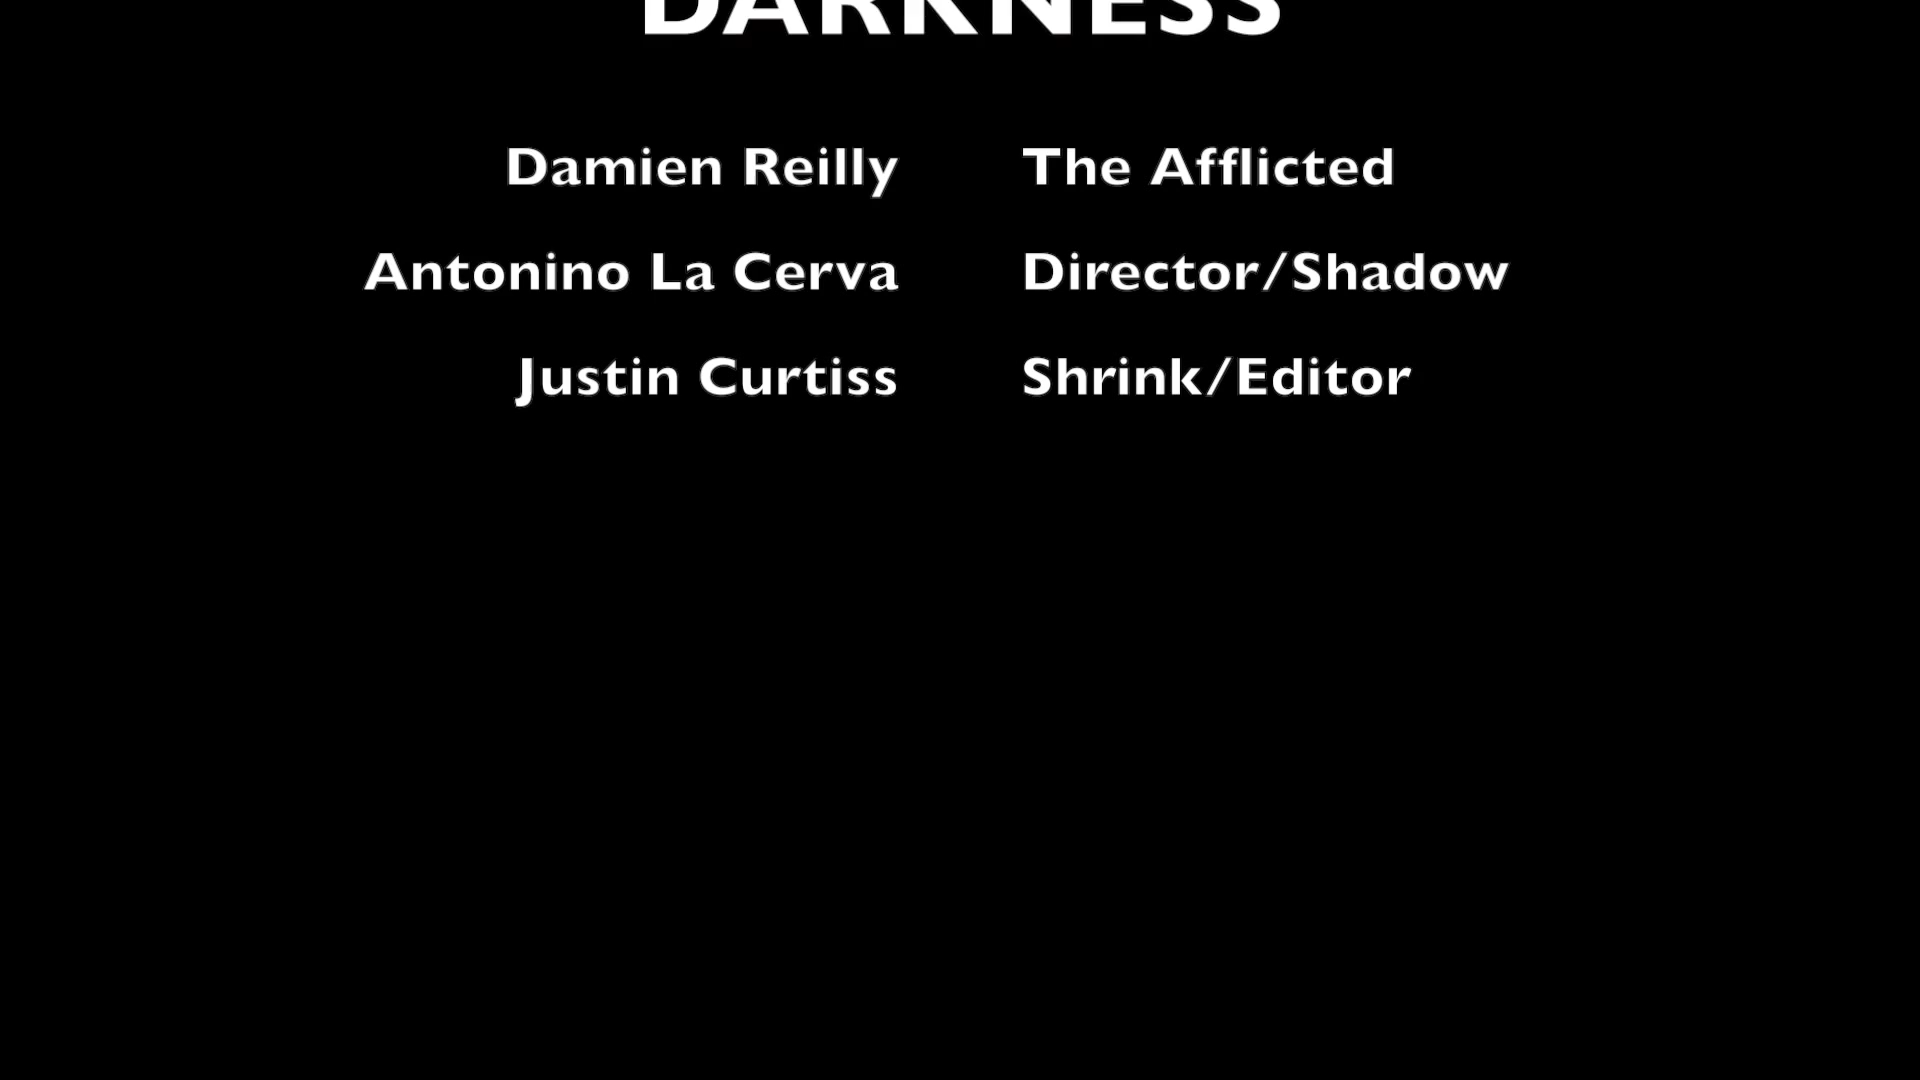 DARKNESS
Damien Reilly The Afflicted
Antonino La Cerva Director/Shadow
Justin Curtiss Shrink/Editor